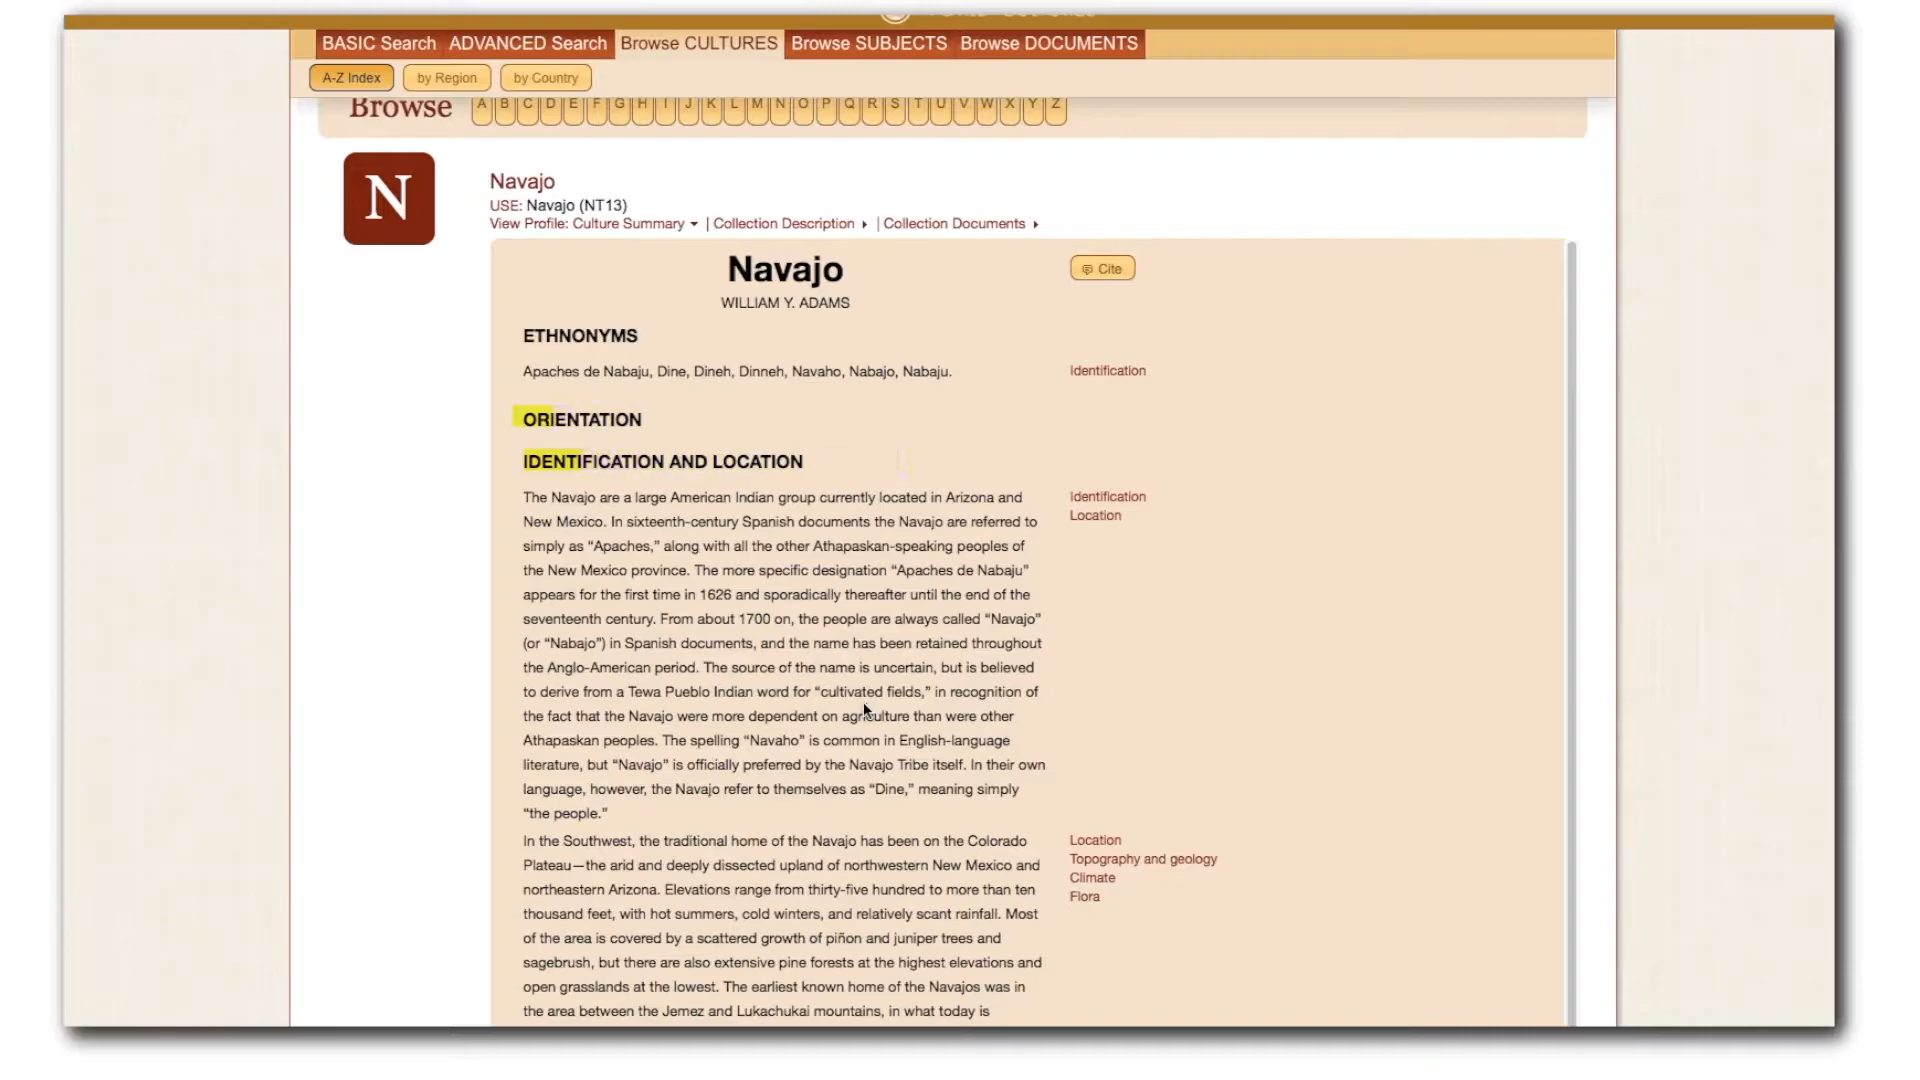 BASIC Search ADVANCED Search Browse CULTURES Browse SUBJECTS Browse DOCUMENTS
A-Z Index by Region by Country
Browse A B C D E F G H I J K L M N O P Q R S T U V W X Y Z
N
Navajo
USE: Navajo (NT13)
View Profile: Culture Summary | Collection Description | Collection Documents
Navajo
Cite
WILLIAM Y. ADAMS
ETHNONYMS
Apaches de Nabaju, Dine, Dineh, Dinneh, Navaho, Nabajo, Nabaju.
Identification
ORIENTATION
IDENTIFICATION AND LOCATION
The Navajo are a large American Indian group currently located in Arizona and
New Mexico. In sixteenth-century Spanish documents the Navajo are referred to
simply as “Apaches,” along with all the other Athapaskan-speaking peoples of
the New Mexico province. The more specific designation “Apaches de Nabaju”
appears for the first time in 1626 and sporadically thereafter until the end of the
seventeenth century. From about 1700 on, the people are always called “Navajo”
(or “Nabajo”) in Spanish documents, and the name has been retained throughout
the Anglo-American period. The source of the name is uncertain, but is believed
to derive from a Tewa Pueblo Indian word for “cultivated fields,” in recognition of
the fact that the Navajo were more dependent on agriculture than were other
Athapaskan peoples. The spelling “Navaho” is common in English-language
literature, but “Navajo” is officially preferred by the Navajo Tribe itself. In their own
language, however, the Navajo refer to themselves as “Dine,” meaning simply
“the people.”
Identification
Location
In the Southwest, the traditional home of the Navajo has been on the Colorado
Plateau—the arid and deeply dissected upland of northwestern New Mexico and
northeastern Arizona. Elevations range from thirty-five hundred to more than ten
thousand feet, with hot summers, cold winters, and relatively scant rainfall. Most
of the area is covered by a scattered growth of piñon and juniper trees and
sagebrush, but there are also extensive pine forests at the highest elevations and
open grasslands at the lowest. The earliest known home of the Navajos was in
the area between the Jemez and Lukachukai mountains, in what today is
Location
Topography and geology
Climate
Flora